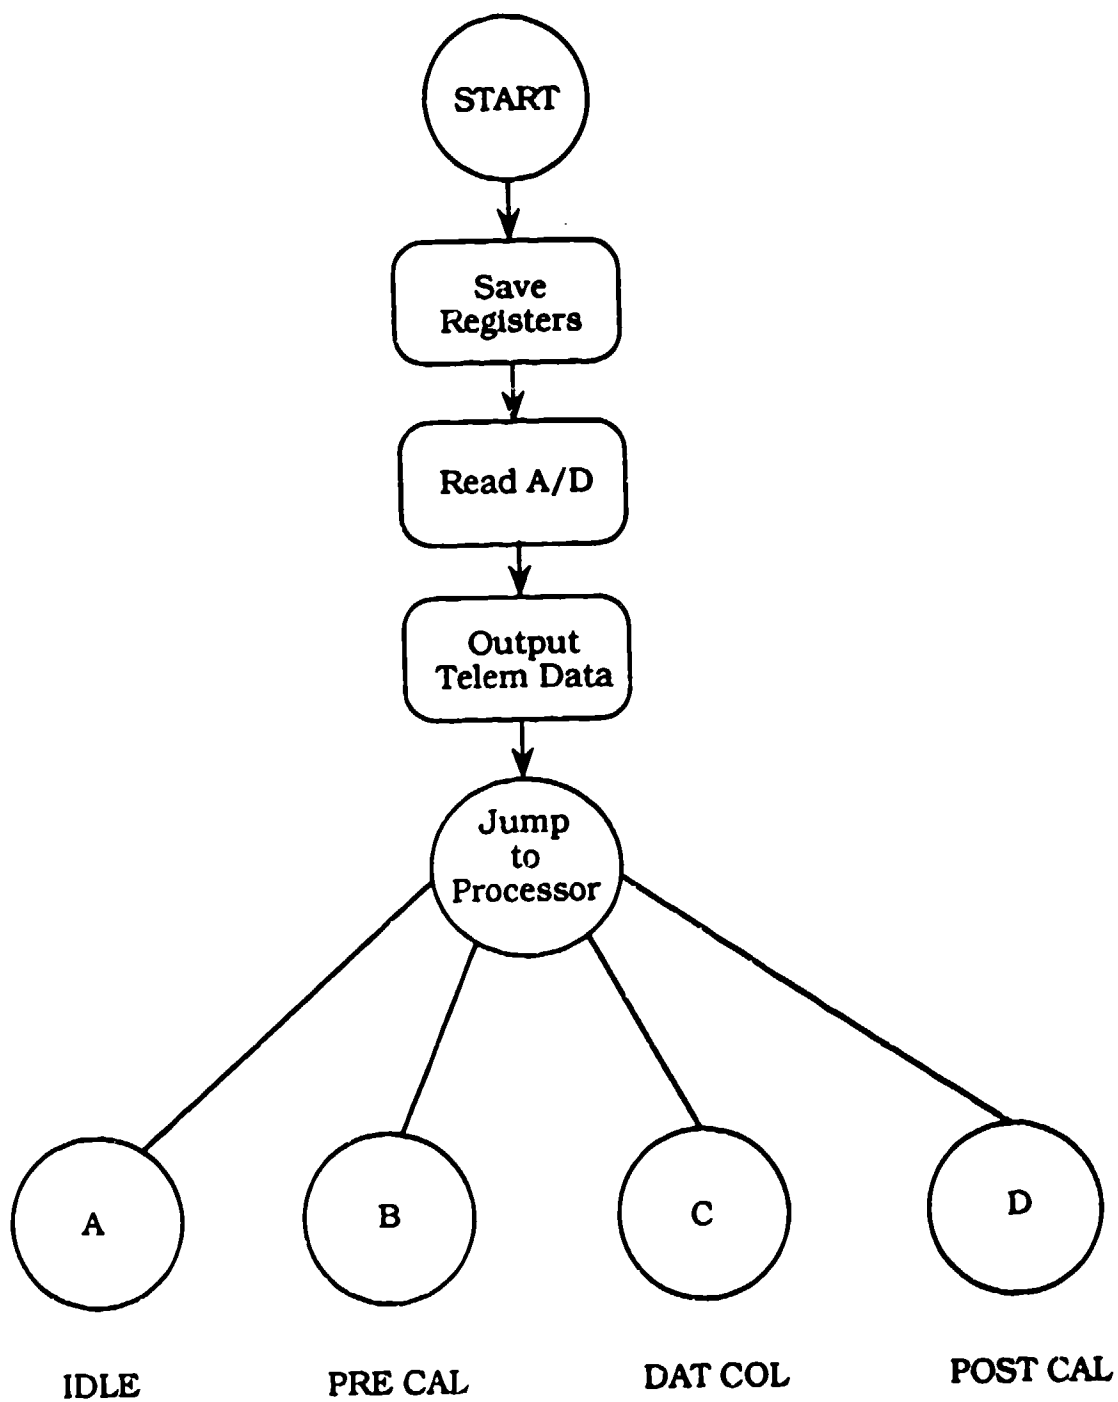 START
Save
Registers
Read A/D
Output
Telem Data
Jump
to
Processor
A
B
C
D
IDLE
PRE CAL
DAT COL
POST CAL